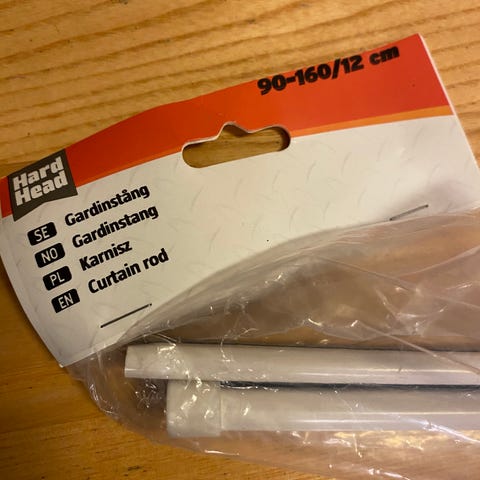 90-160/12 cm
Hard
Head
SE Gardinstång
NO Gardinstang
PL Karnisz
EN Curtain rod